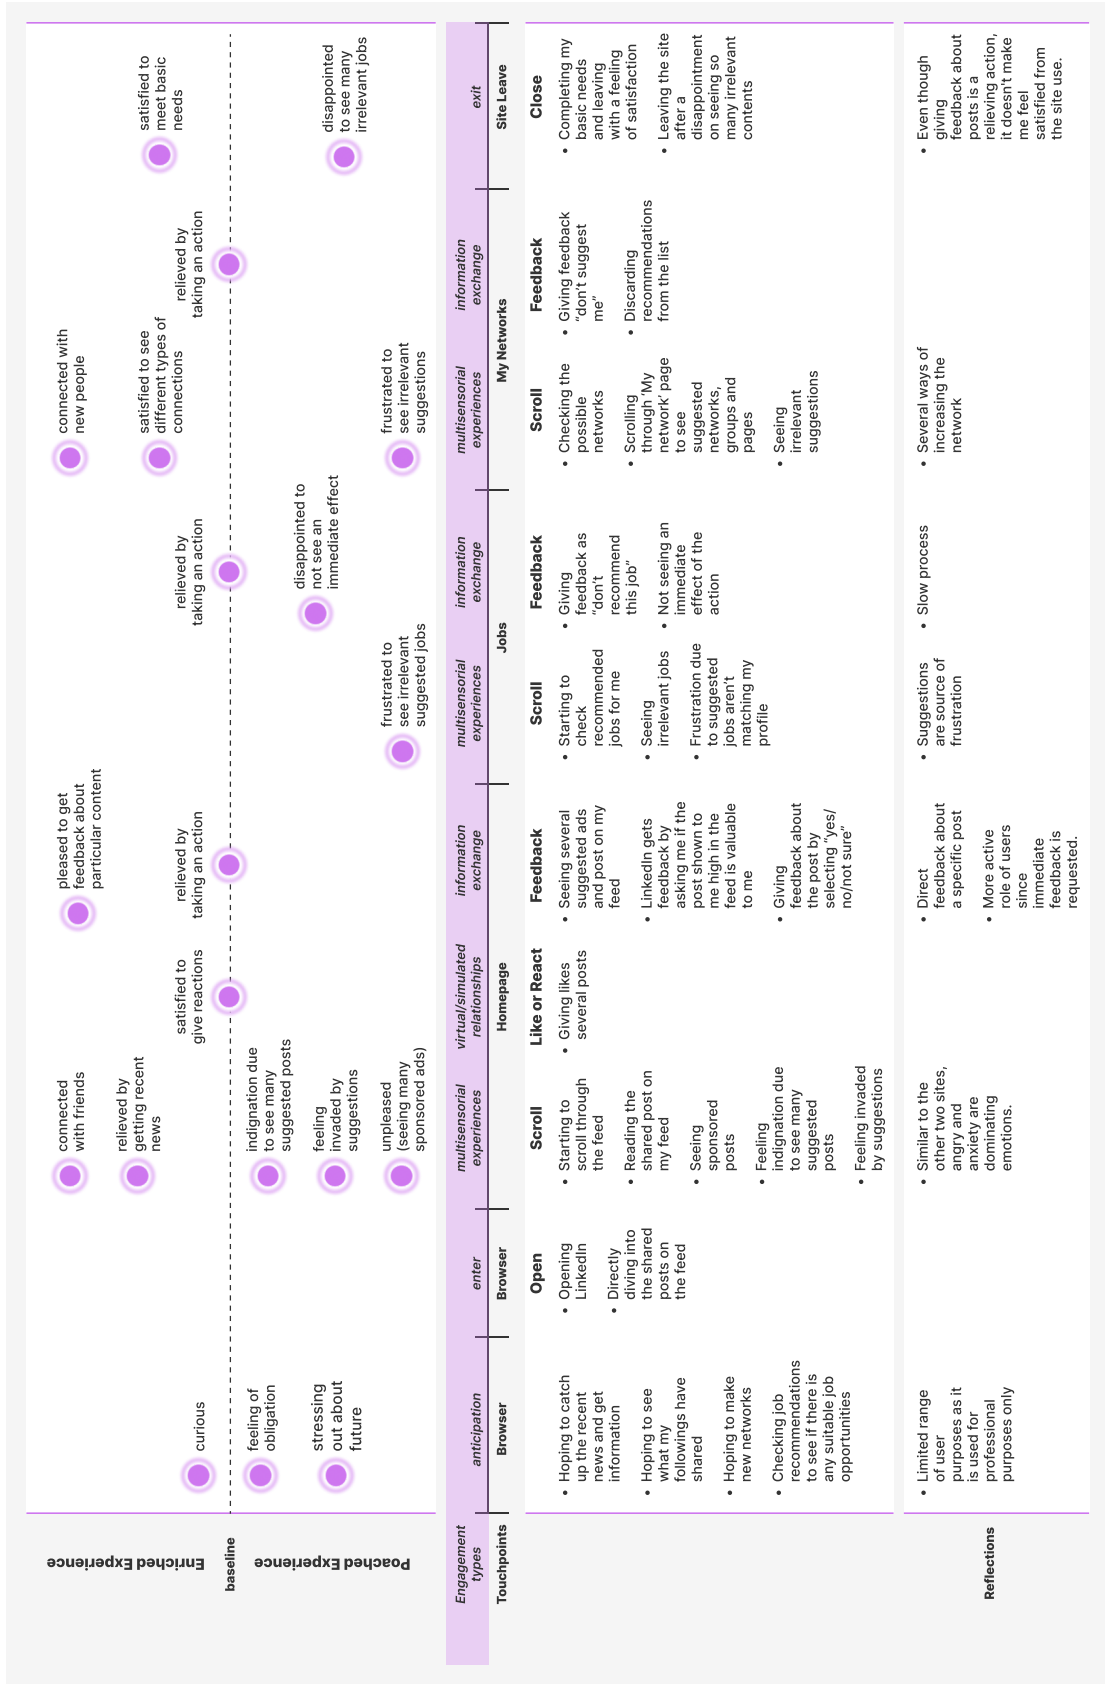 Enriched Experience
baseline
Poached Experience
curious
feeling of
obligation
stressing
out about
future
connected
with friends
relieved by
getting recent
news
indignation due
to see many
suggested posts
feeling
invaded by
suggestions
unpleased
(seeing many
sponsored ads)
satisfied to
give reactions
pleased to get
feedback about
particular content
relieved by
taking an action
frustrated to
see irrelevant
suggested jobs
relieved by
taking an action
disappointed to
not see an
immediate effect
connected with
new people
satisfied to see
different types of
connections
frustrated to
see irrelevant
suggestions
relieved by
taking an action
satisfied to
meet basic
needs
disappointed
to see many
irrelevant jobs
Engagement
types
anticipation
enter
multisensorial
experiences
virtual/simulated
relationships
information
exchange
multisensorial
experiences
information
exchange
multisensorial
experiences
information
exchange
exit
Touchpoints
Browser
Browser
Homepage
Jobs
My Networks
Site Leave
• Hoping to catch
up the recent
news and get
information
• Hoping to see
what my
followings have
shared
• Hoping to make
new networks
• Checking job
recommendations
to see if there is
any suitable job
opportunities
Open
• Opening
LinkedIn
• Directly
diving into
the shared
posts on
the feed
Scroll
• Starting to
scroll through
the feed
• Reading the
shared post on
my feed
• Seeing
sponsored
posts
• Feeling
indignation due
to see many
suggested
posts
• Feeling invaded
by suggestions
Like or React
• Giving likes
several posts
Feedback
• Seeing several
suggested ads
and post on my
feed
• LinkedIn gets
feedback by
asking me if the
post shown to
me high in the
feed is valuable
to me
• Giving
feedback about
the post by
selecting "yes/
no/not sure"
Scroll
• Starting to
check
recommended
jobs for me
• Seeing
irrelevant jobs
• Frustration due
to suggested
jobs aren't
matching my
profile
Feedback
• Giving
feedback as
"don't
recommend
this job"
• Not seeing an
immediate
effect of the
action
Scroll
• Checking the
possible
networks
• Scrolling
through 'My
network' page
to see
suggested
networks,
groups and
pages
• Seeing
irrelevant
suggestions
Feedback
• Giving feedback
"don't suggest
me"
• Discarding
recommendations
from the list
Close
• Completing my
basic needs
and leaving
with a feeling
of satisfaction
• Leaving the site
after a
disappointment
on seeing so
many irrelevant
contents
Reflections
• Limited range
of user
purposes as it
is used for
professional
purposes only
• Similar to the
other two sites,
angry and
anxiety are
dominating
emotions.
• Direct
feedback about
a specific post
• More active
role of users
since
immediate
feedback is
requested.
• Suggestions
are source of
frustration
• Slow process
• Several ways of
increasing the
network
• Even though
giving
feedback about
posts is a
relieving action,
it doesn't make
me feel
satisfied from
the site use.